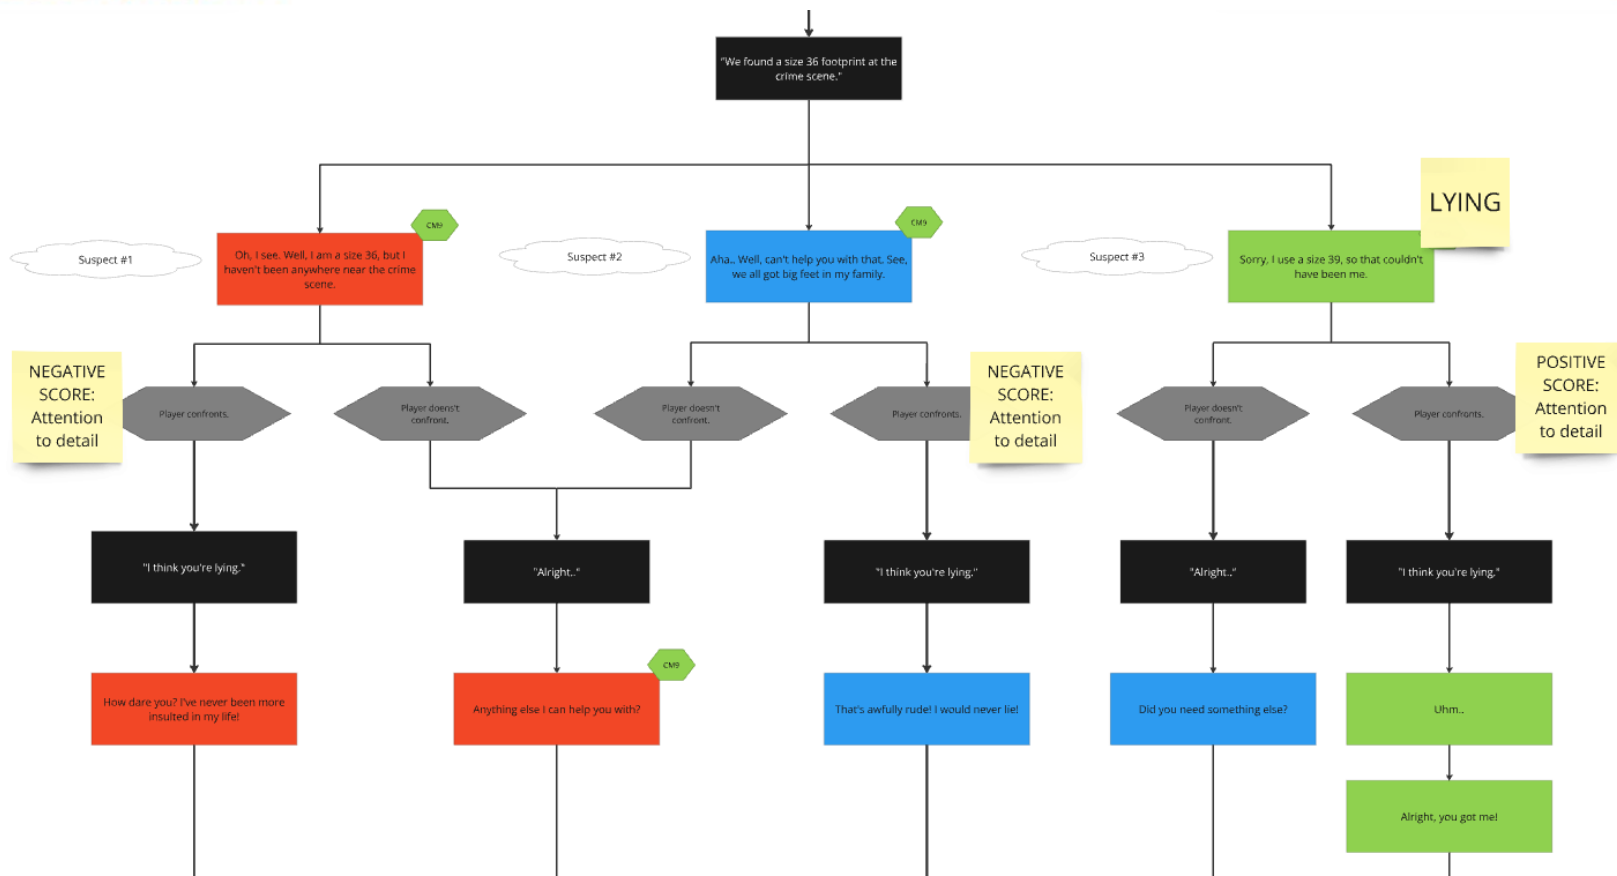 "We found a size 36 footprint at the
crime scene."
LYING
CM9
CM9
Suspect #1
Oh, I see. Well, I am a size 36, but I
haven't been anywhere near the crime
scene.
Suspect #2
Aha.. Well, can't help you with that. See,
we all got big feet in my family.
Suspect #3
Sorry, I use a size 39, so that couldn't
have been me.
NEGATIVE
SCORE:
Attention
to detail
Player confronts.
Player doens't
confront.
Player doesn't
confront.
Player confronts.
NEGATIVE
SCORE:
Attention
to detail
Player doesn't
confront.
Player confronts.
POSITIVE
SCORE:
Attention
to detail
"I think you're lying."
"Alright.."
"I think you're lying."
"Alright.."
"I think you're lying."
CM9
How dare you? I've never been more
insulted in my life!
Anything else I can help you with?
That's awfully rude! I would never lie!
Did you need something else?
Uhm..
Alright, you got me!